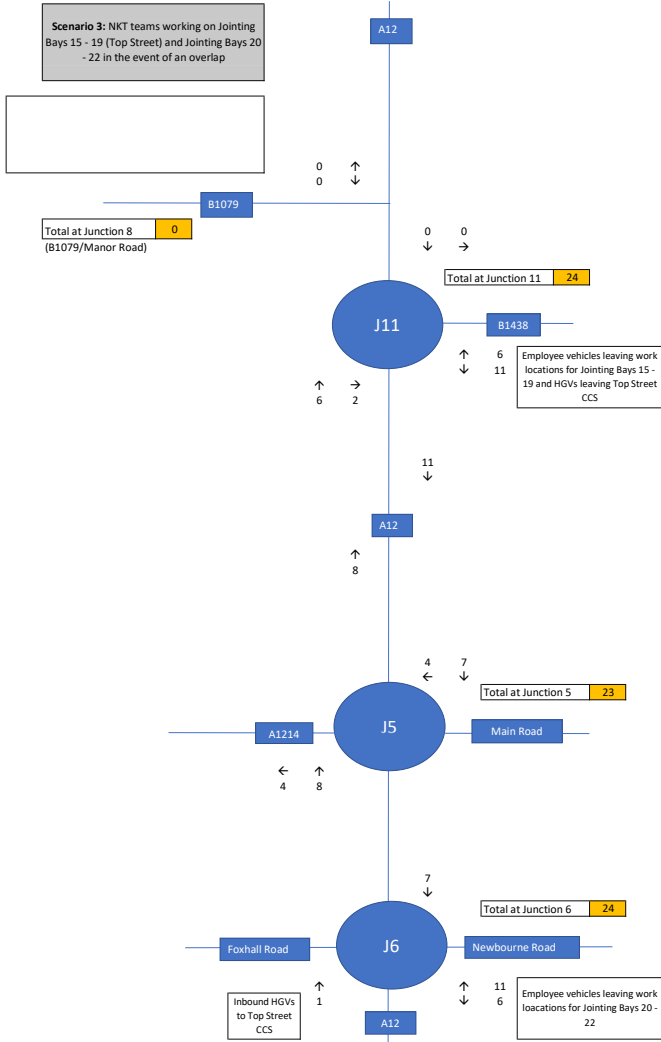 Scenario 3: NKT teams working on Jointing
Bays 15 - 19 (Top Street) and Jointing Bays 20
- 22 in the event of an overlap
A12
0 ↑
0 ↓
B1079
Total at Junction 8 0
(B1079/Manor Road)
0 0
↓ →
Total at Junction 11 24
J11
B1438
↑ 6
↓ 11
Employee vehicles leaving work
locations for Jointing Bays 15 -
19 and HGVs leaving Top Street
CCS
↑ →
6 2
11
↓
A12
↑
8
4 7
← ↓
Total at Junction 5 23
A1214
J5
Main Road
← ↑
4 8
7
↓
Total at Junction 6 24
Foxhall Road
J6
Newbourne Road
Inbound HGVs
to Top Street
CCS
↑
1
↑ 11
↓ 6
Employee vehicles leaving work
loacations for Jointing Bays 20 -
22
A12